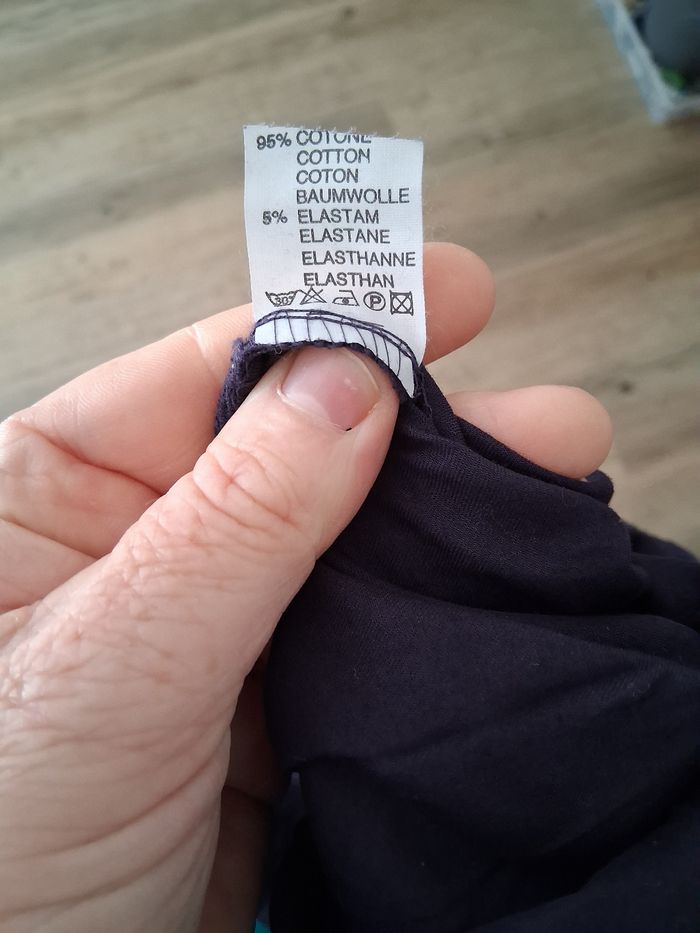 95% COTONE
COTTON
COTON
BAUMWOLLE
5% ELASTAM
ELASTANE
ELASTHANNE
ELASTHAN
30° P